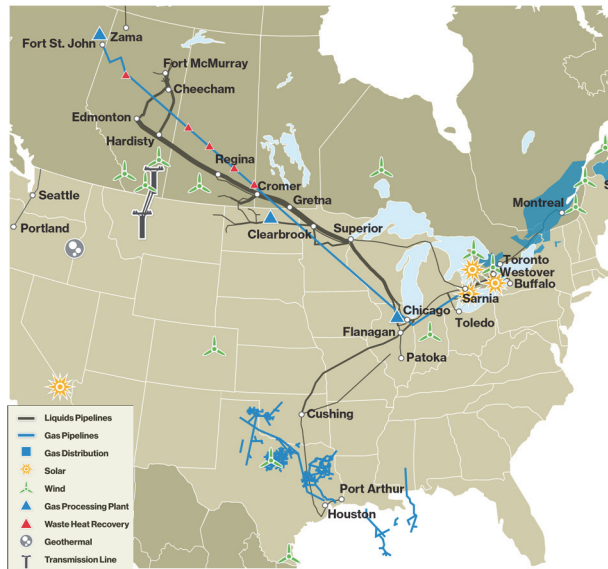 Zama
Fort St. John
Fort McMurray
Cheecham
Edmonton
Hardisty
Regina
Cromer
Gretna
Seattle
Montreal
S
Portland
Clearbrook
Superior
Toronto
Westover
Buffalo
Sarnia
Chicago
Toledo
Flanagan
Patoka
Cushing
Port Arthur
Houston
Liquids Pipelines
Gas Pipelines
Gas Distribution
Solar
Wind
Gas Processing Plant
Waste Heat Recovery
Geothermal
Transmission Line